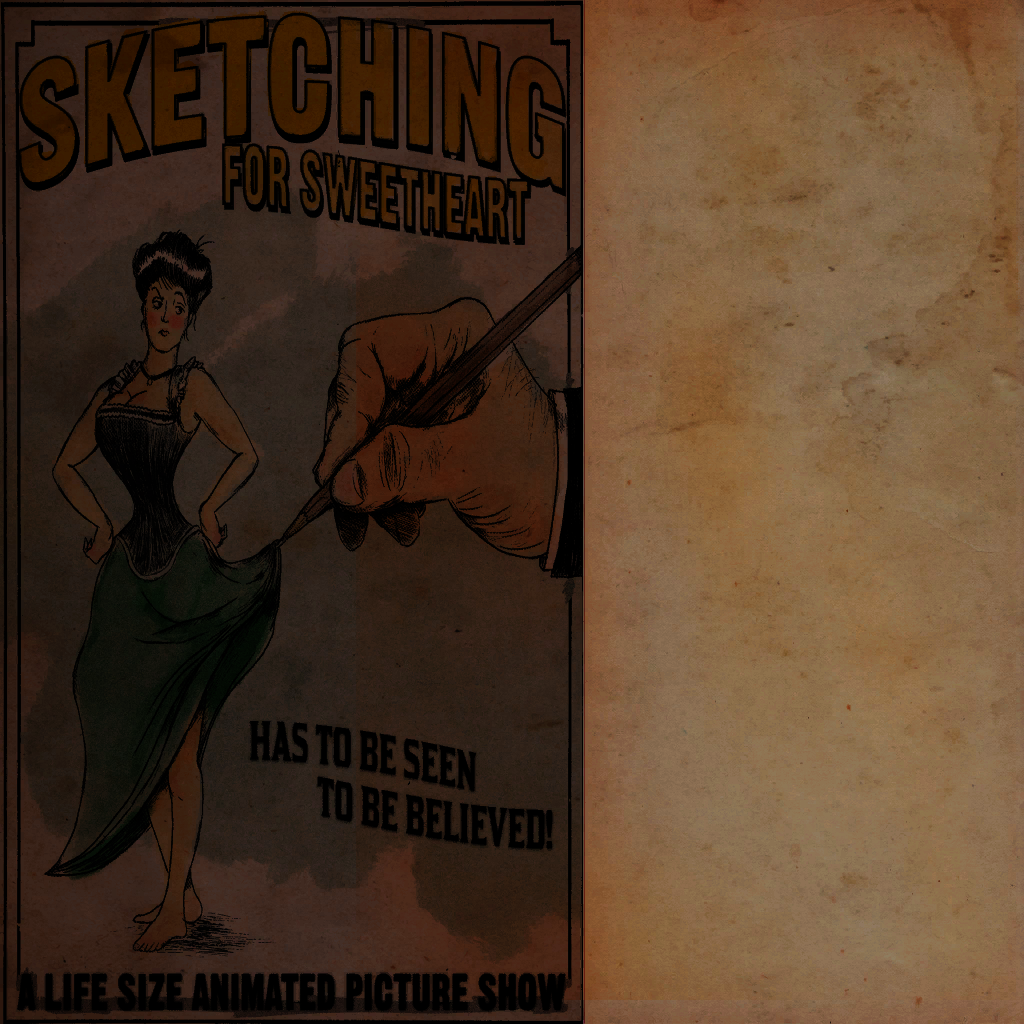 SKETCHING
FOR SWEETHEART
HAS TO BE SEEN
TO BE BELIEVED!
A LIFE SIZE ANIMATED PICTURE SHOW